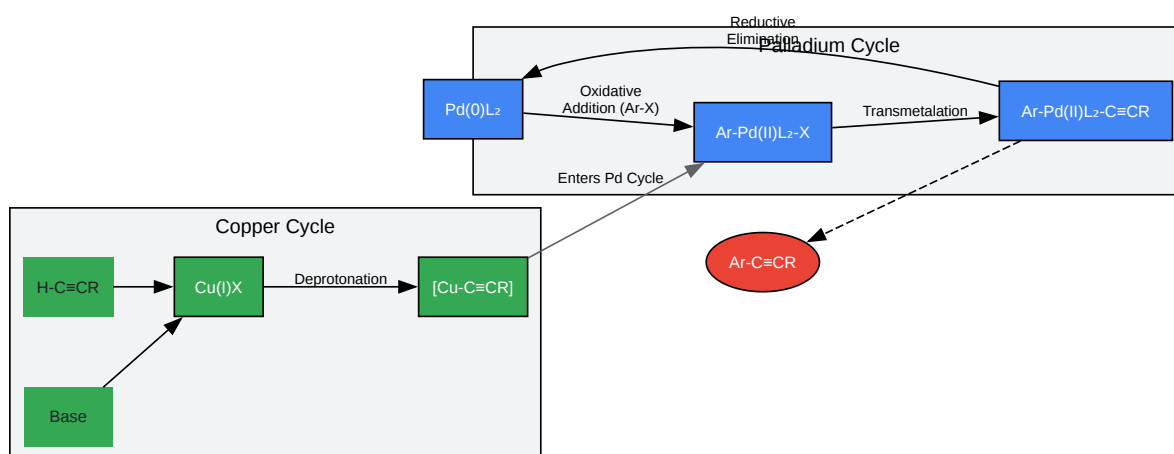 Reductive
Elimination
Palladium Cycle
Pd(0)L₂
Oxidative
Addition (Ar-X)
Ar-Pd(II)L₂-X
Transmetalation
Ar-Pd(II)L₂-C≡CR
Enters Pd Cycle
Copper Cycle
H-C≡CR
Cu(I)X
Deprotonation
[Cu-C≡CR]
Ar-C≡CR
Base